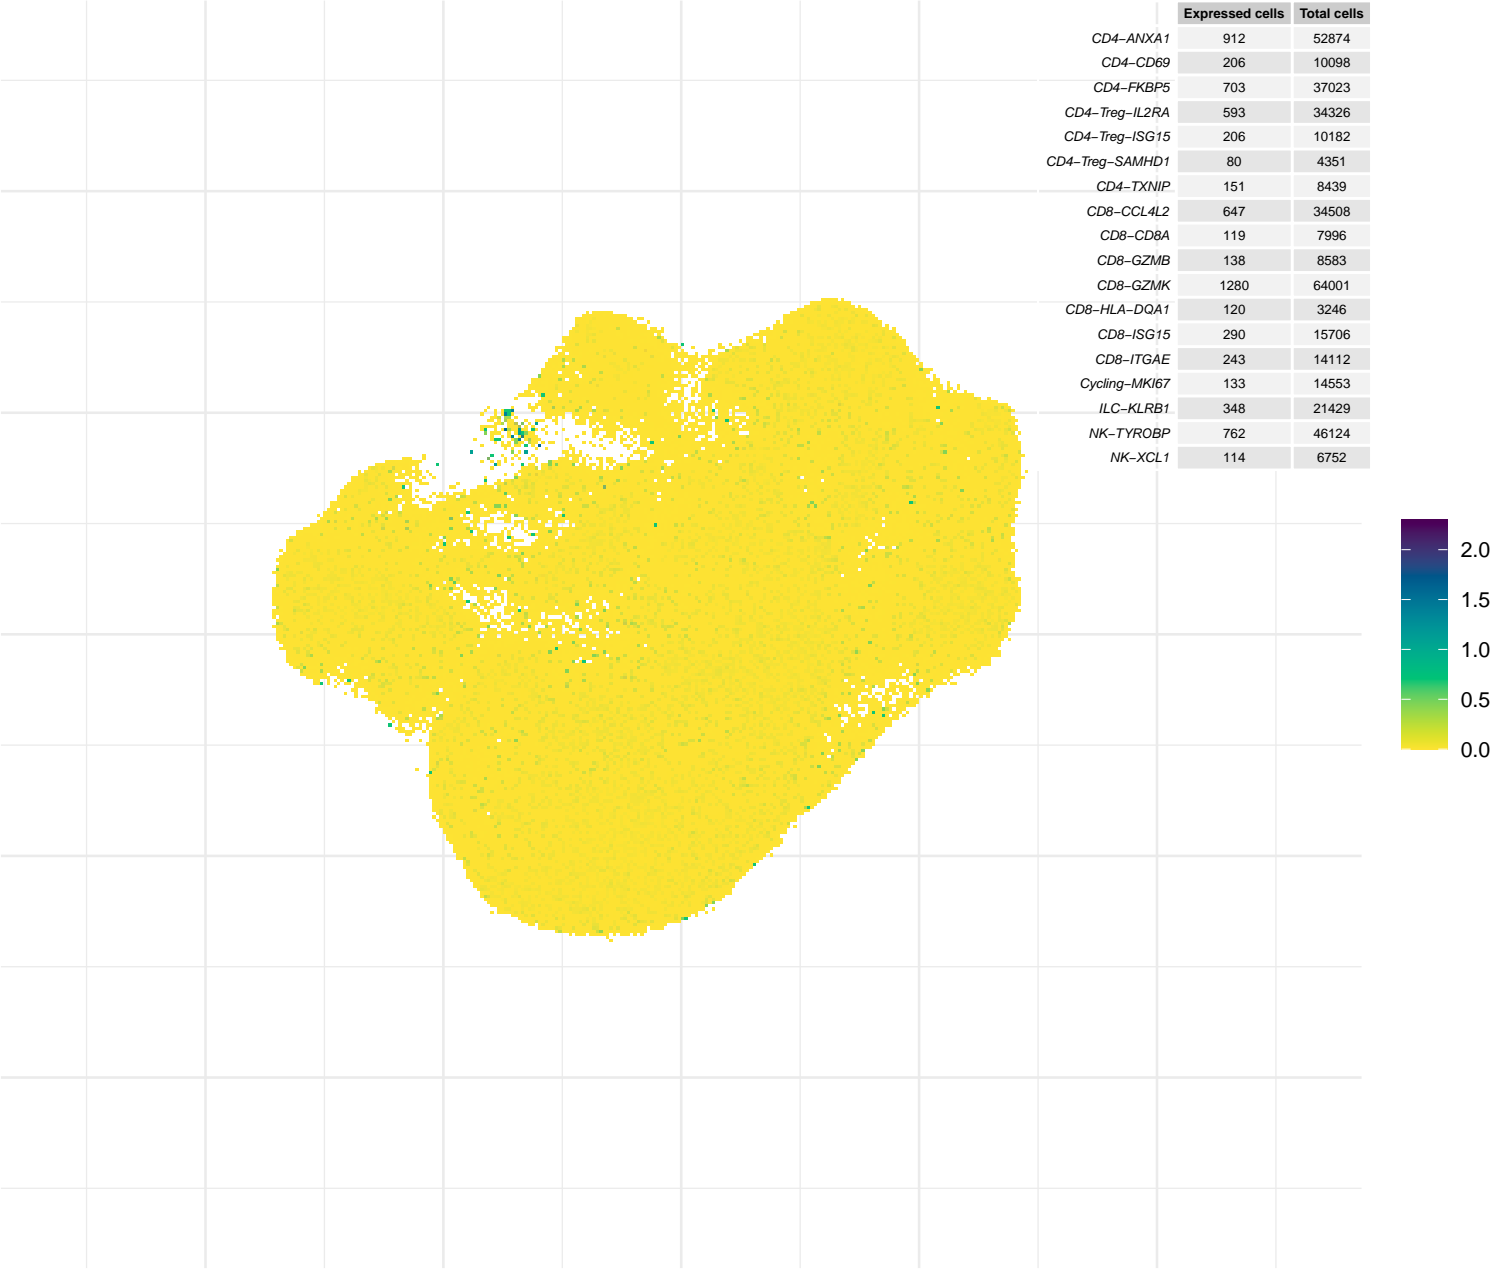 Expressed cells Total cells
CD4−ANXA1 912 52874
CD4−CD69 206 10098
CD4−FKBP5 703 37023
CD4−Treg−IL2RA 593 34326
CD4−Treg−ISG15 206 10182
CD4−Treg−SAMHD1 80 4351
CD4−TXNIP 151 8439
CD8−CCL4L2 647 34508
CD8−CD8A 119 7996
CD8−GZMB 138 8583
CD8−GZMK 1280 64001
CD8−HLA−DQA1 120 3246
CD8−ISG15 290 15706
CD8−ITGAE 243 14112
Cycling−MKI67 133 14553
ILC−KLRB1 348 21429
NK−TYROBP 762 46124
NK−XCL1 114 6752
2.0
1.5
1.0
0.5
0.0